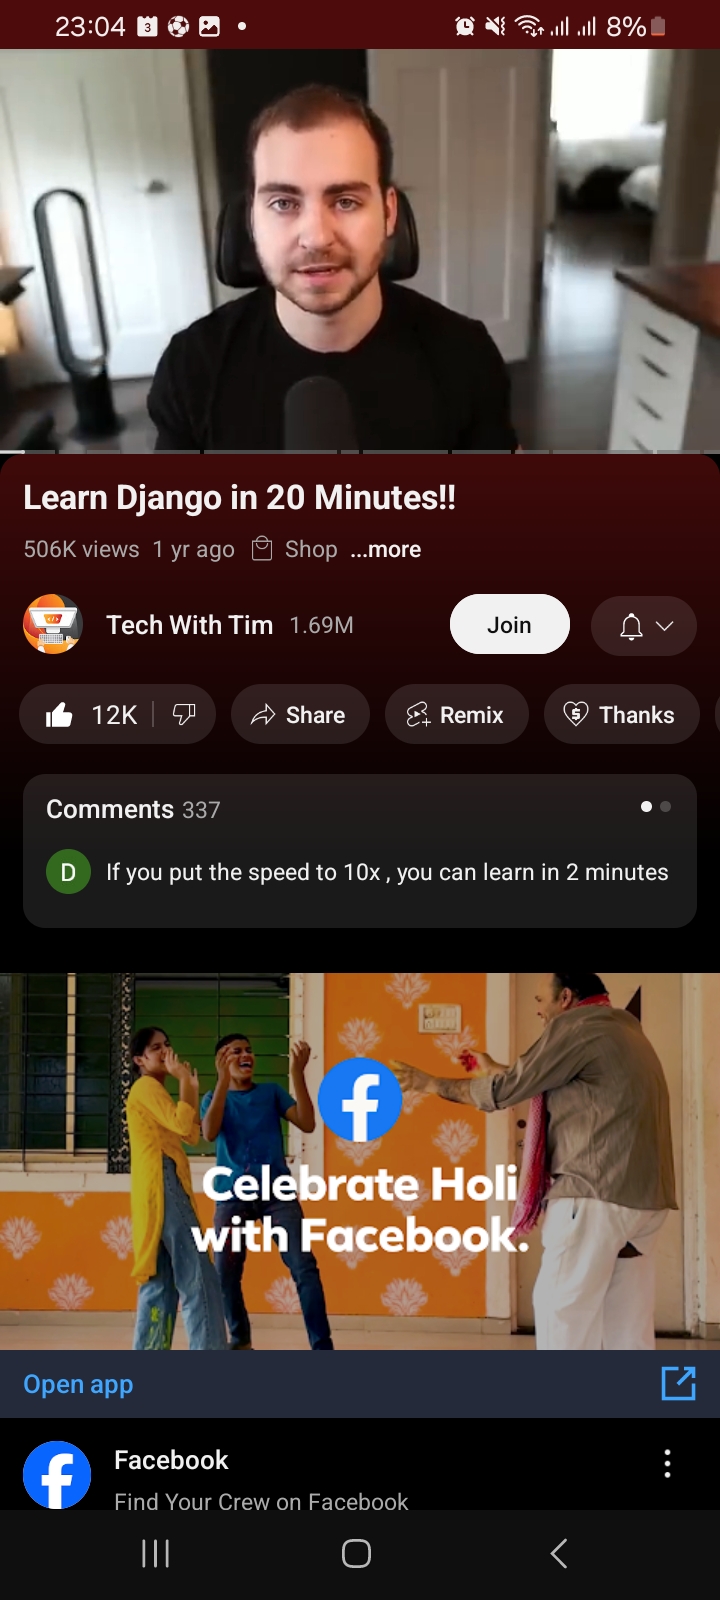 23:04 3 8%
Learn Django in 20 Minutes!!
506K views 1 yr ago Shop ...more
Tech With Tim 1.69M Join
12K Share Remix Thanks
Comments 337
D If you put the speed to 10x , you can learn in 2 minutes
Celebrate Holi
with Facebook.
Open app
Facebook
Find Your Crew on Facebook